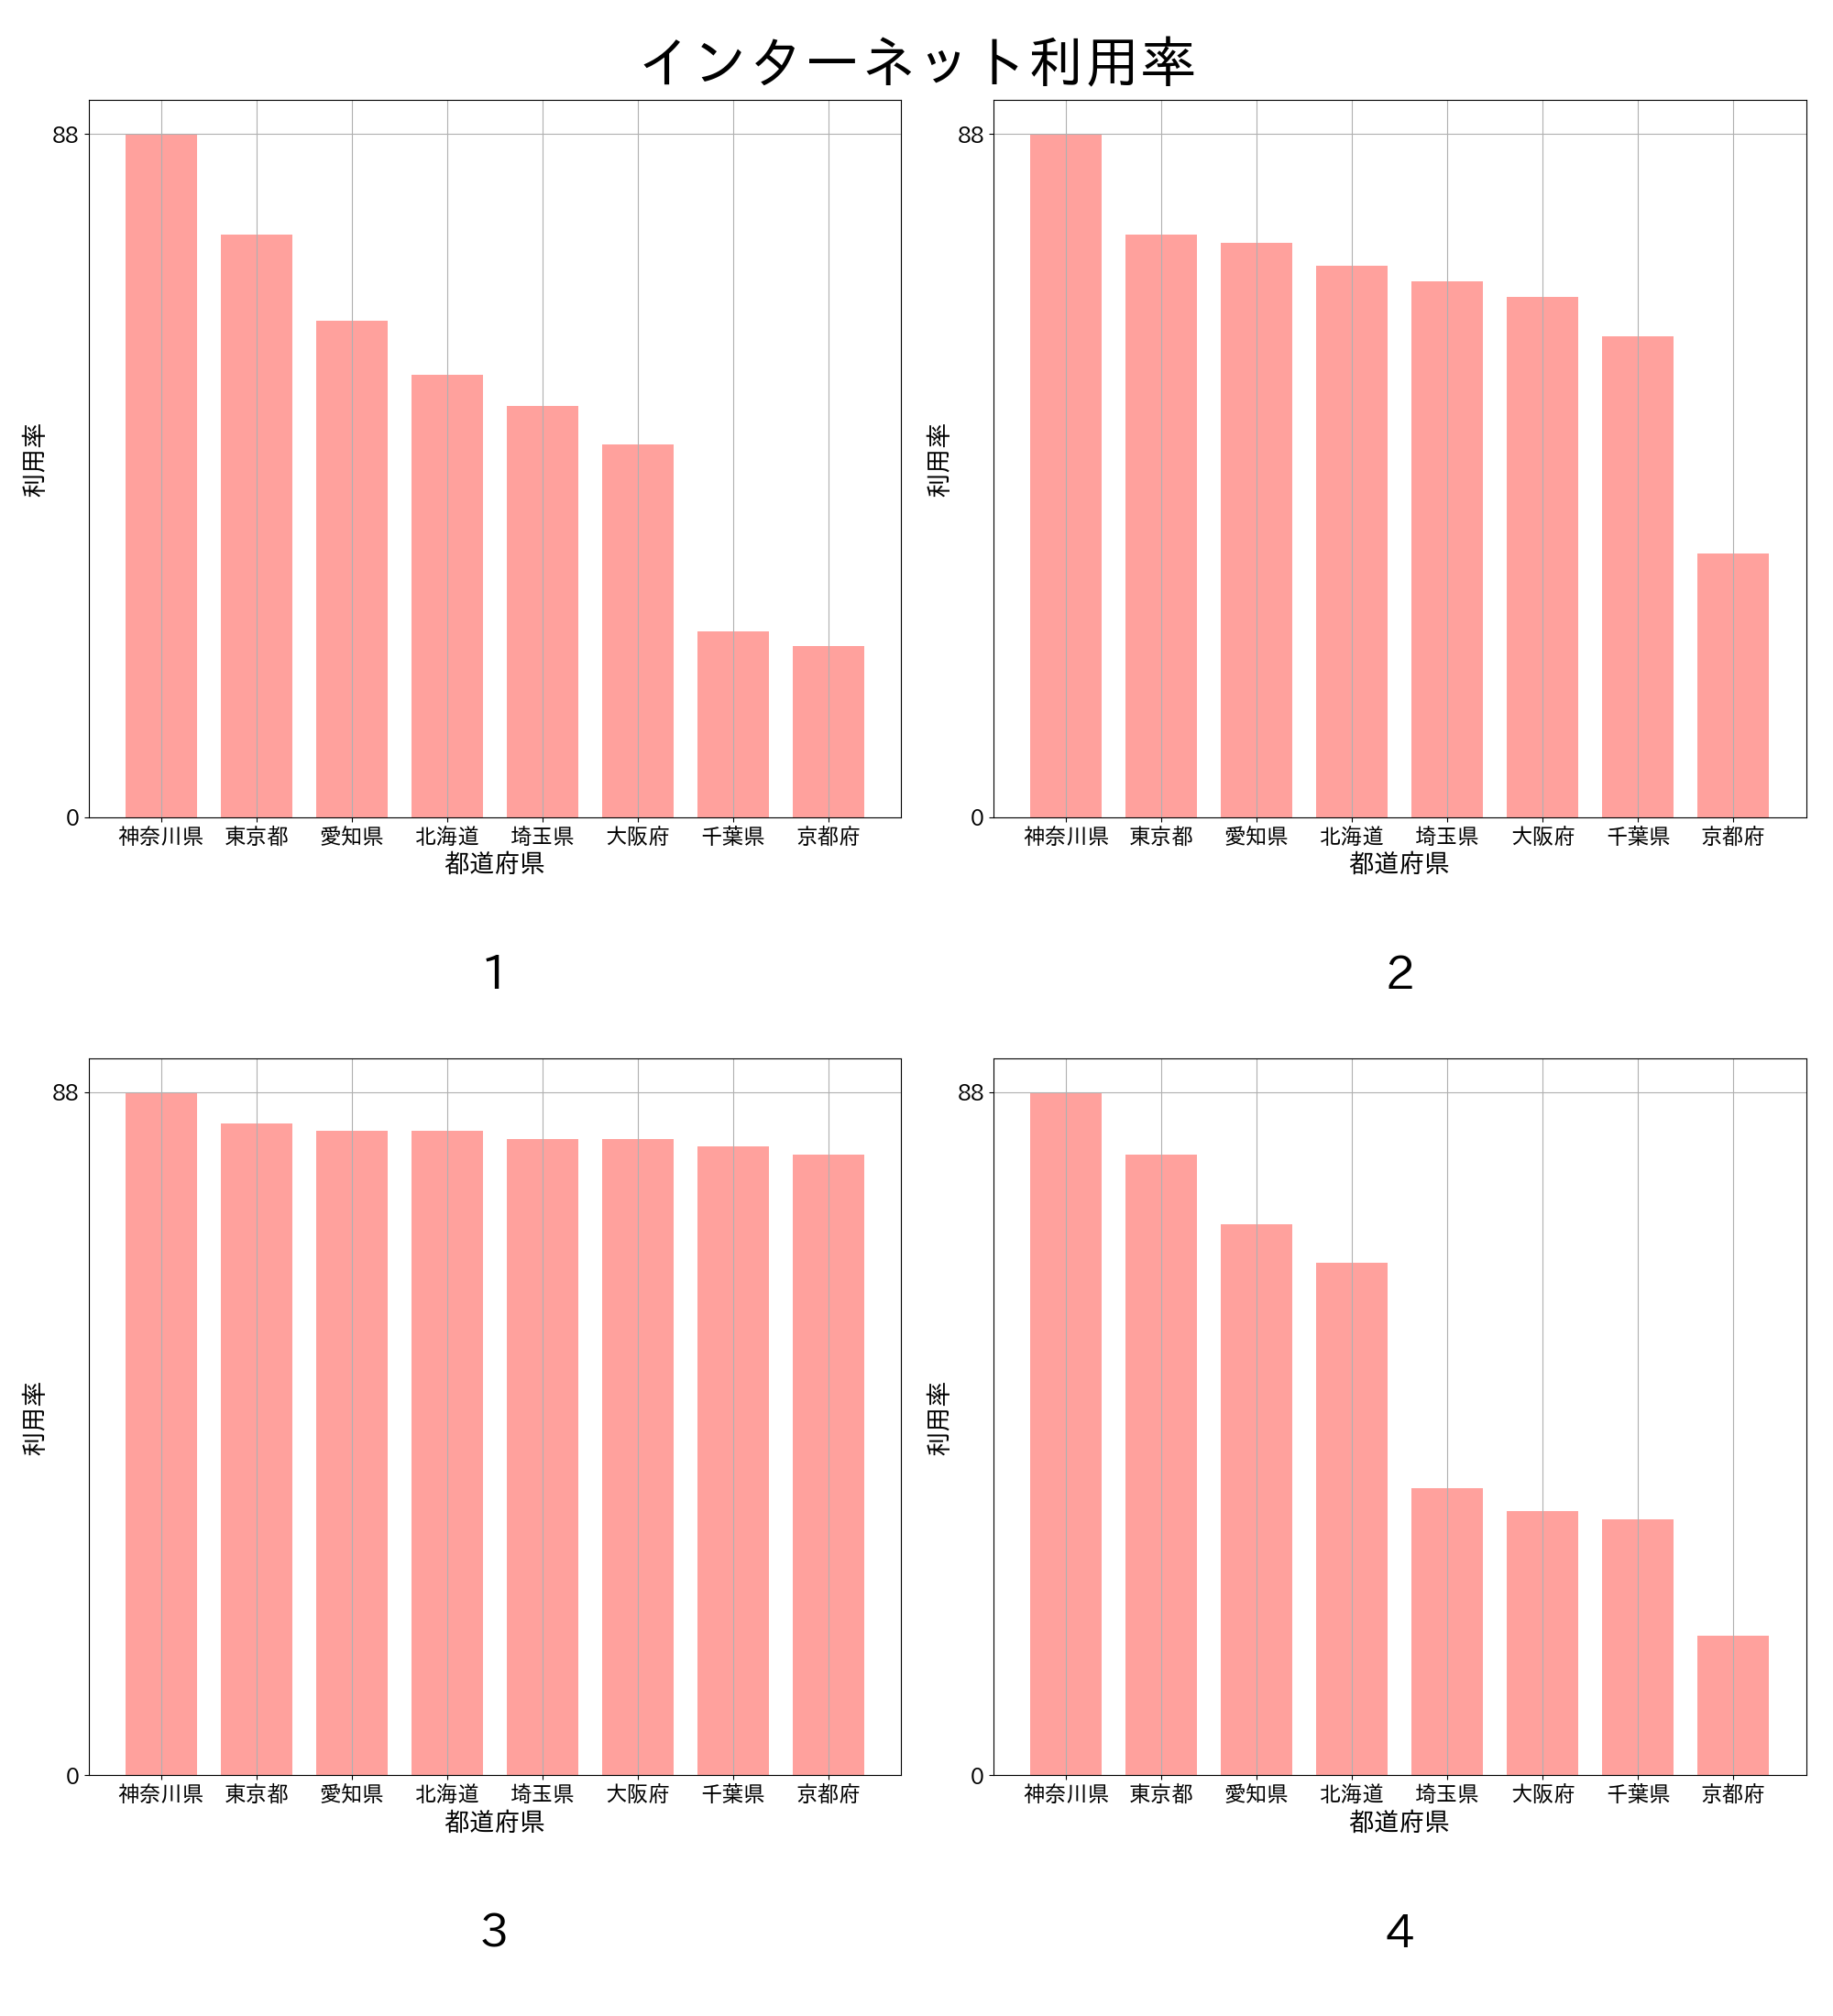 インターネット利用率
88
0
利用率
神奈川県 東京都 愛知県 北海道 埼玉県 大阪府 千葉県 京都府
都道府県
1
88
0
利用率
神奈川県 東京都 愛知県 北海道 埼玉県 大阪府 千葉県 京都府
都道府県
2
88
0
利用率
神奈川県 東京都 愛知県 北海道 埼玉県 大阪府 千葉県 京都府
都道府県
3
88
0
利用率
神奈川県 東京都 愛知県 北海道 埼玉県 大阪府 千葉県 京都府
都道府県
4